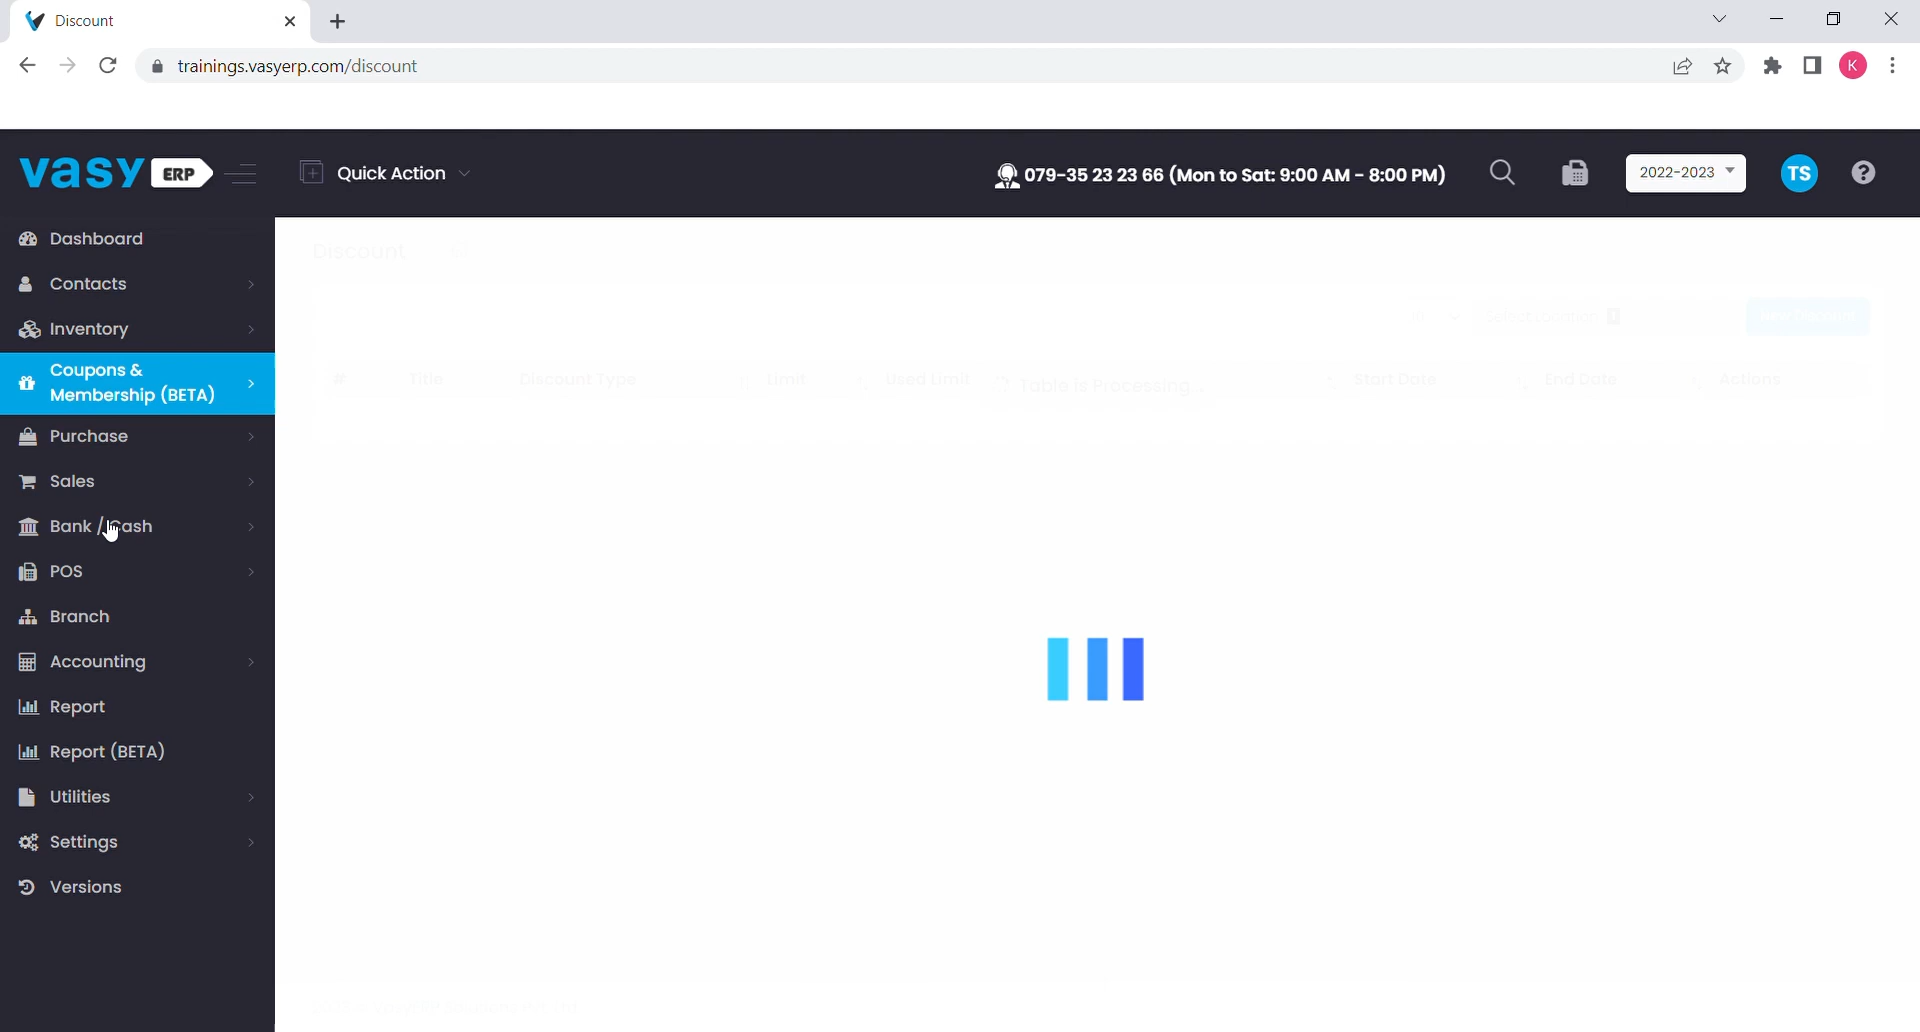 Discount
trainings.vasyerp.com/discount
K
vasy ERP
Quick Action
079-35 23 23 66 (Mon to Sat: 9:00 AM - 8:00 PM)
2022-2023
TS
?
Dashboard
Contacts
Inventory
Coupons &
Membership (BETA)
Purchase
Sales
Bank / Cash
POS
Branch
Accounting
Report
Report (BETA)
Utilities
Settings
Versions
Discount
# Title Discount Type Limit Used Limit Table is Processing... Start Date End Date Actions